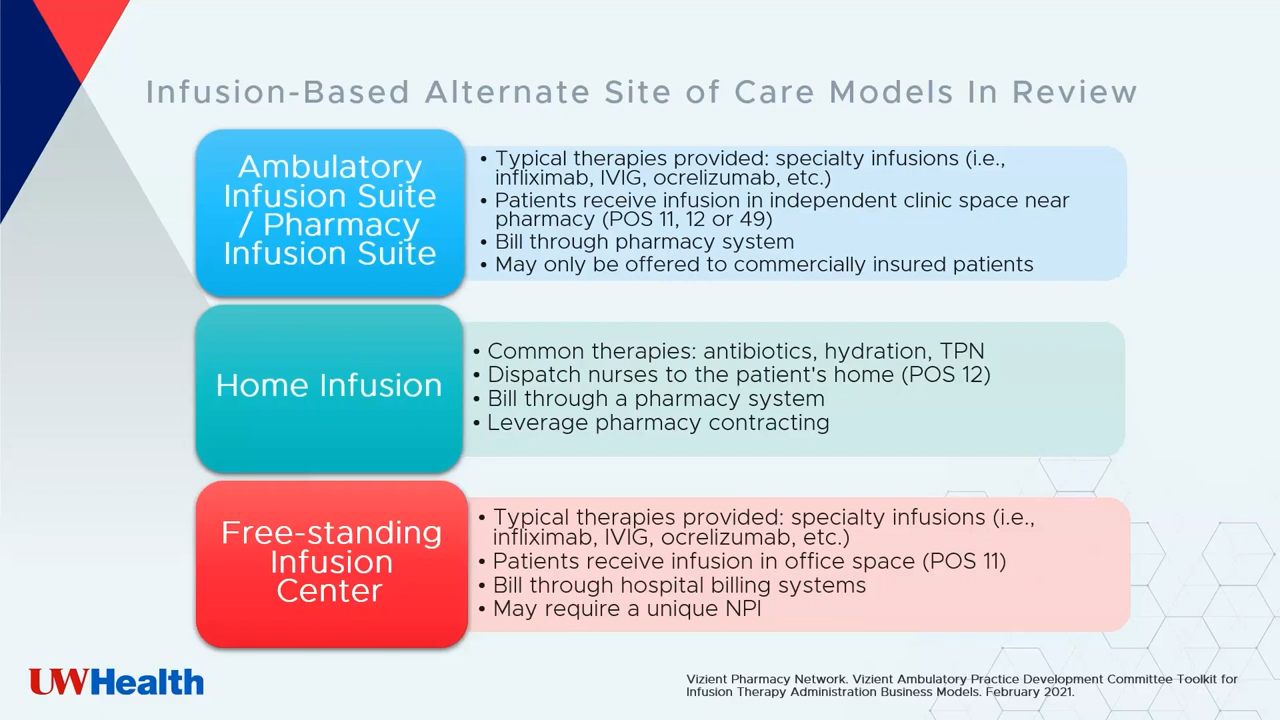 Infusion-Based Alternate Site of Care Models In Review
Ambulatory
Infusion Suite
/ Pharmacy
Infusion Suite
• Typical therapies provided: specialty infusions (i.e.,
infliximab, IVIG, ocrelizumab, etc.)
• Patients receive infusion in independent clinic space near
pharmacy (POS 11, 12 or 49)
• Bill through pharmacy system
• May only be offered to commercially insured patients
Home Infusion
• Common therapies: antibiotics, hydration, TPN
• Dispatch nurses to the patient's home (POS 12)
• Bill through a pharmacy system
• Leverage pharmacy contracting
Free-standing
Infusion
Center
• Typical therapies provided: specialty infusions (i.e.,
infliximab, IVIG, ocrelizumab, etc.)
• Patients receive infusion in office space (POS 11)
• Bill through hospital billing systems
• May require a unique NPI
UWHealth
Vizient Pharmacy Network. Vizient Ambulatory Practice Development Committee Toolkit for
Infusion Therapy Administration Business Models. February 2021.